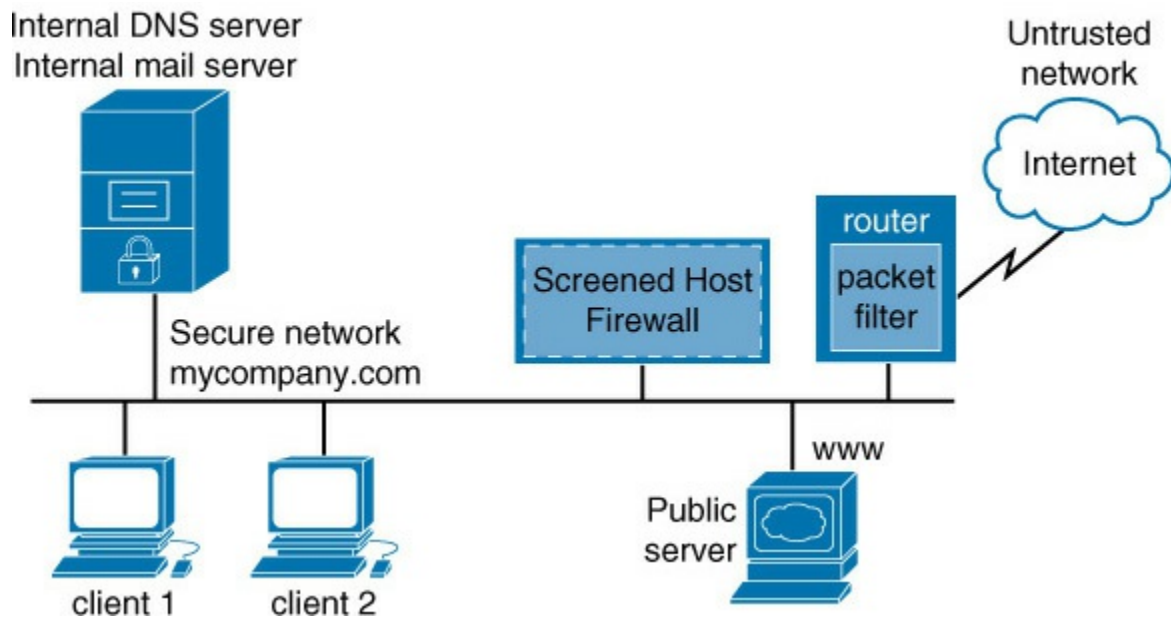 Internal DNS server
Internal mail server
Untrusted
network
Internet
router
packet
filter
Screened Host
Firewall
Secure network
mycompany.com
www
Public
server
client 1
client 2